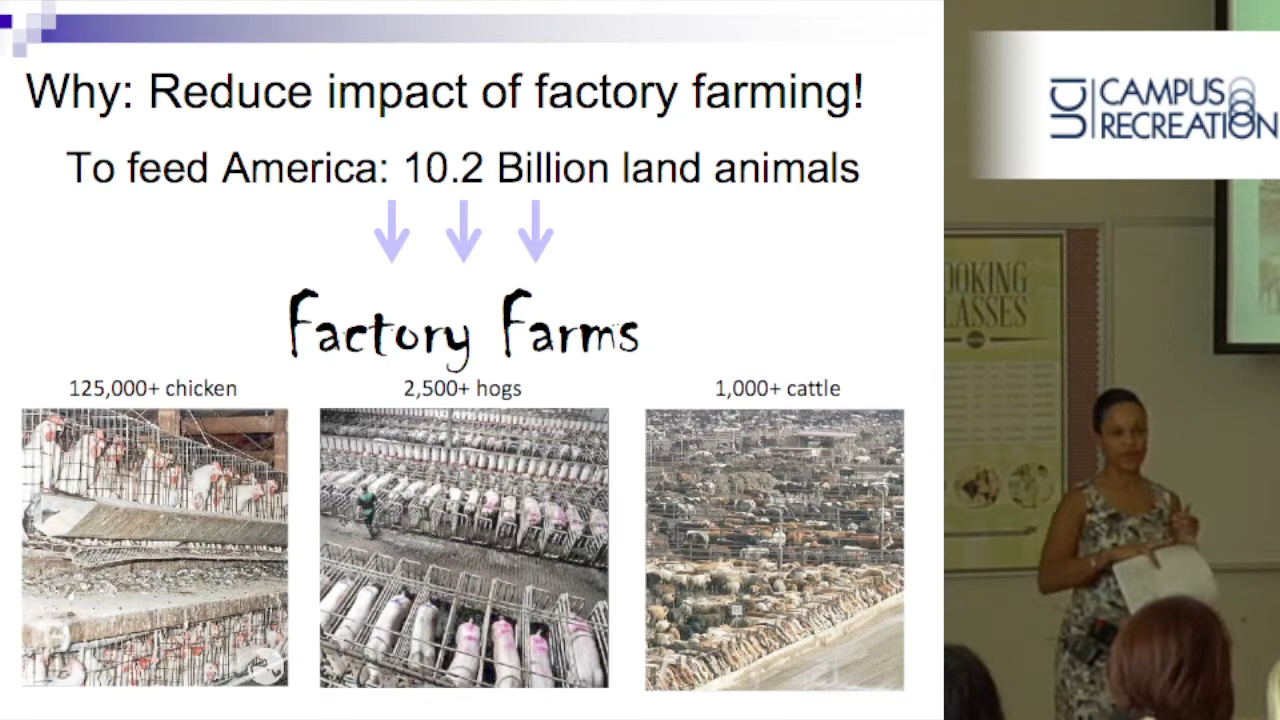 Why: Reduce impact of factory farming!
To feed America: 10.2 Billion land animals
Factory Farms
125,000+ chicken
2,500+ hogs
1,000+ cattle
UCI
CAMPUS
RECREATION